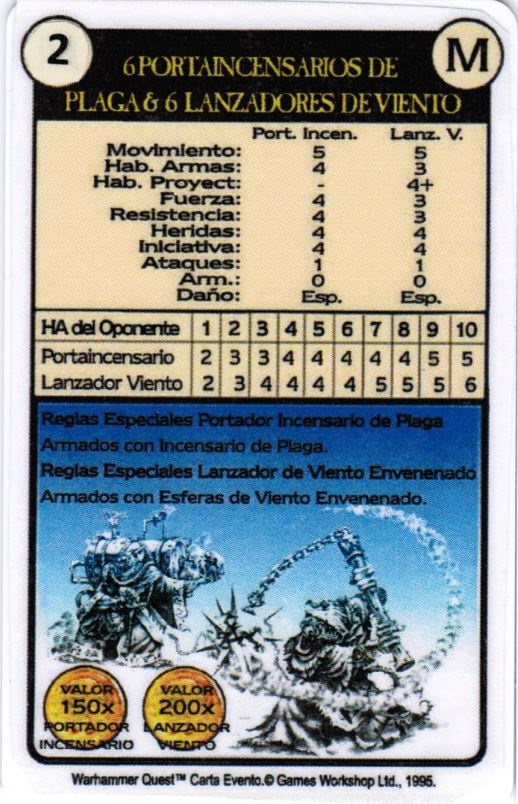 2
M
6 PORTAINCENSARIOS DE
PLAGA & 6 LANZADORES DE VIENTO
Port. Incen. Lanz. V.
Movimiento: 5 5
Hab. Armas: 4 3
Hab. Proyect: - 4+
Fuerza: 4 3
Resistencia: 4 3
Heridas: 4 4
Iniciativa: 4 4
Ataques: 1 1
Arm.: 0 0
Daño: Esp. Esp.
HA del Oponente 1 2 3 4 5 6 7 8 9 10
Portaincensario 2 3 3 4 4 4 4 4 5 5
Lanzador Viento 2 3 4 4 4 4 5 5 5 6
Reglas Especiales Portador Incensario de Plaga
Armados con Incensario de Plaga.
Reglas Especiales Lanzador de Viento Envenenado
Armados con Esferas de Viento Envenenado.
VALOR
150x
PORTADOR
INCENSARIO
VALOR
200x
LANZADOR
VIENTO
Warhammer Quest™ Carta Evento.© Games Workshop Ltd., 1995.